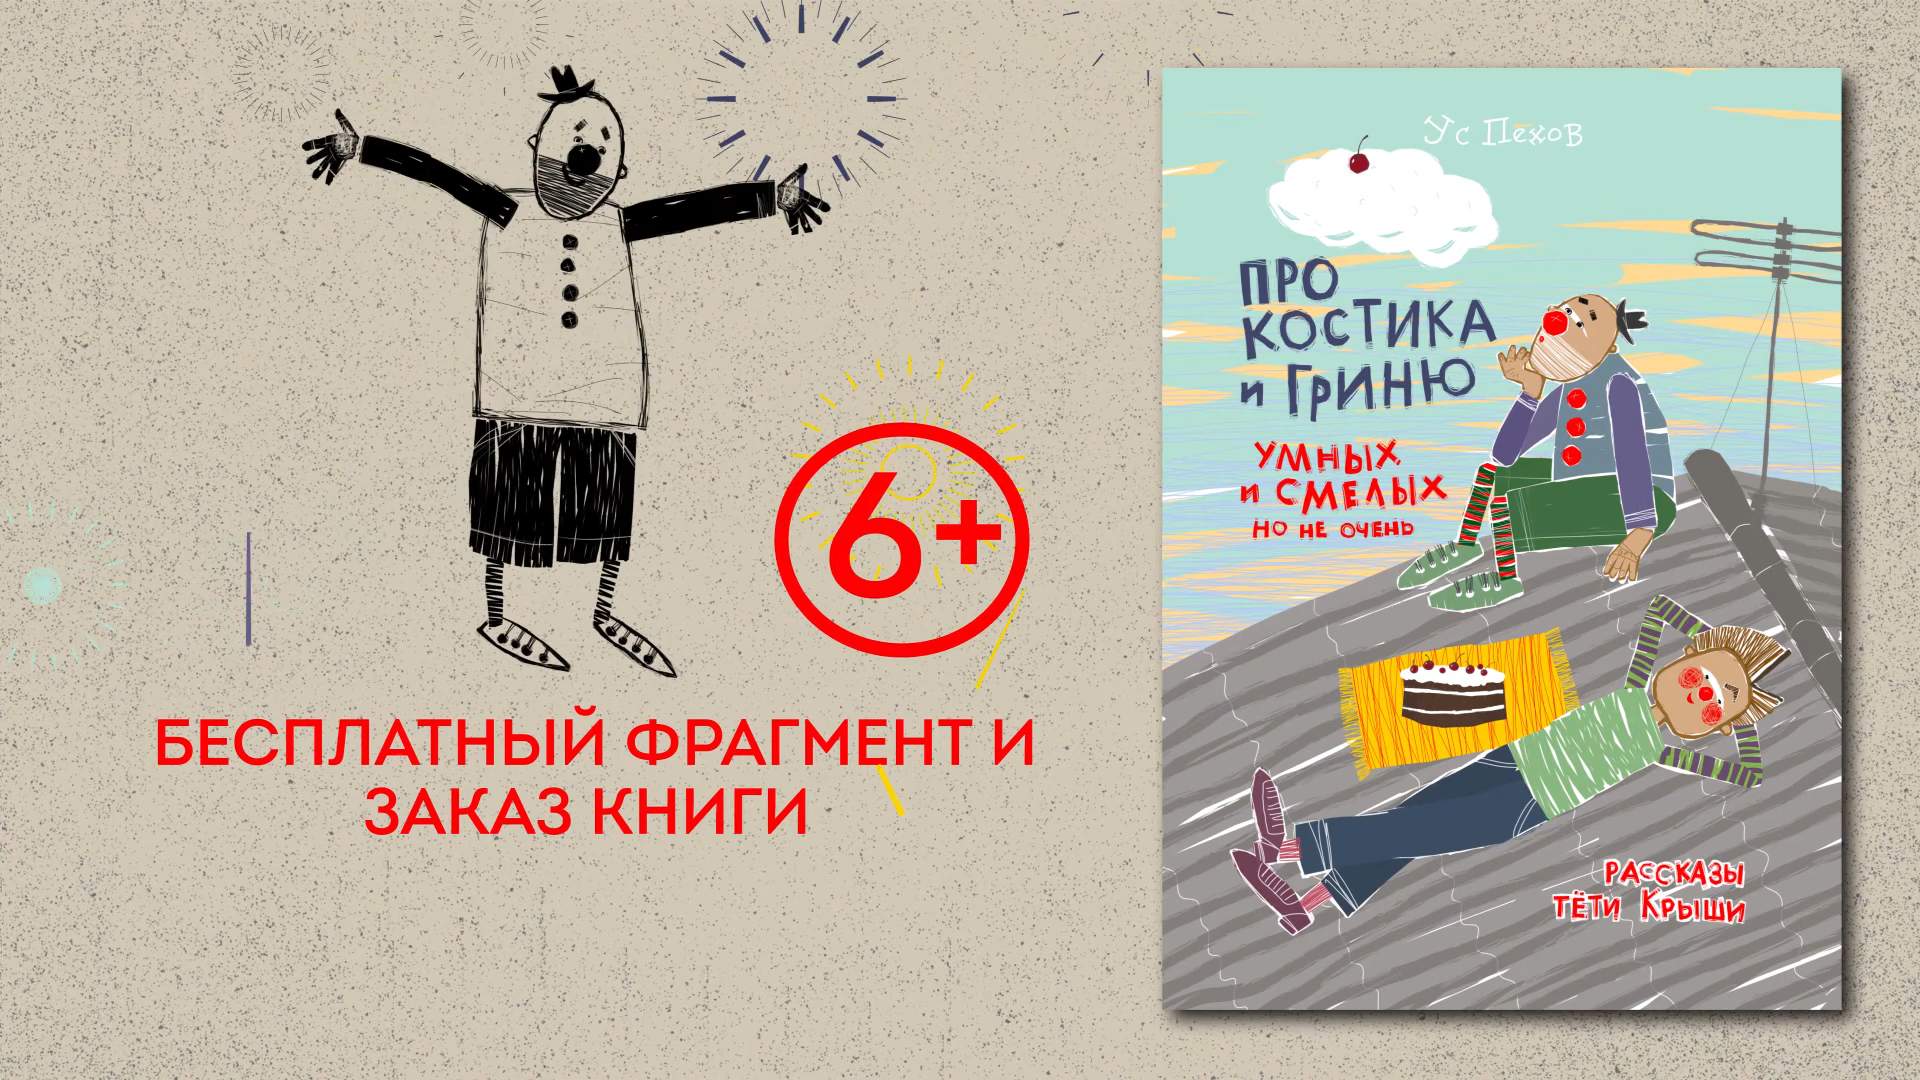 6+
БЕСПЛАТНЫЙ ФРАГМЕНТ И
ЗАКАЗ КНИГИ
Ус Пехов
ПРО
КОСТИКА
и ГРИНЮ
УМНЫХ
и СМЕЛЫХ
НО НЕ ОЧЕНЬ
РАССКАЗЫ
ТЁТИ КРЫШИ